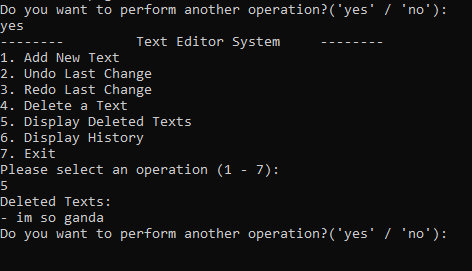 Do you want to perform another operation?('yes' / 'no'):
yes
--------         Text Editor System     --------
1. Add New Text
2. Undo Last Change
3. Redo Last Change
4. Delete a Text
5. Display Deleted Texts
6. Display History
7. Exit
Please select an operation (1 - 7):
5
Deleted Texts:
- im so ganda
Do you want to perform another operation?('yes' / 'no'):